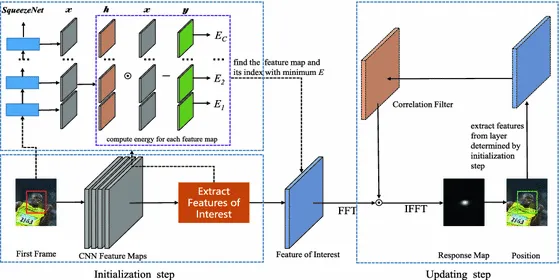 SqueezeNet x h x y
E_C
... ... ... ... ... ...
E_2
E_1
compute energy for each feature map
find the feature map and
its index with minimum E
Correlation Filter
extract features
from layer
determined by
initialization
step
Extract
Features of
Interest
FFT
IFFT
First Frame
CNN Feature Maps
Feature of Interest
Response Map
Position
Initialization step
Updating step